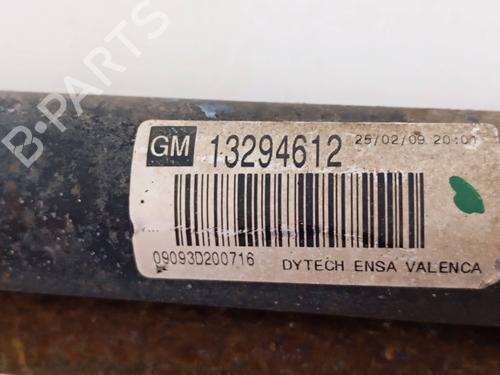 B-PARTS
GM 13294612 25/02/09 20:01
09093D200716 DYTECH ENSA VALENCA